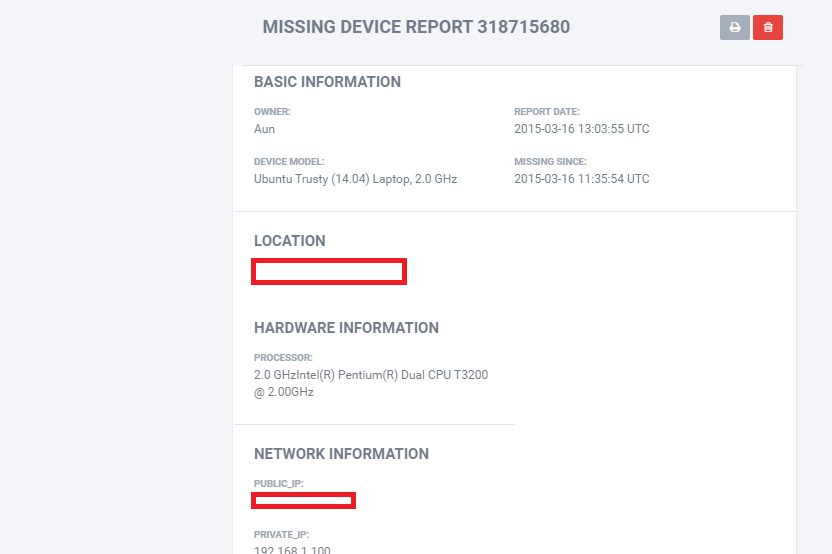 MISSING DEVICE REPORT 318715680
BASIC INFORMATION
OWNER:
Aun
REPORT DATE:
2015-03-16 13:03:55 UTC
DEVICE MODEL:
Ubuntu Trusty (14.04) Laptop, 2.0 GHz
MISSING SINCE:
2015-03-16 11:35:54 UTC
LOCATION
HARDWARE INFORMATION
PROCESSOR:
2.0 GHzIntel(R) Pentium(R) Dual CPU T3200
@ 2.00GHz
NETWORK INFORMATION
PUBLIC_IP:
PRIVATE_IP:
192.168.1.100